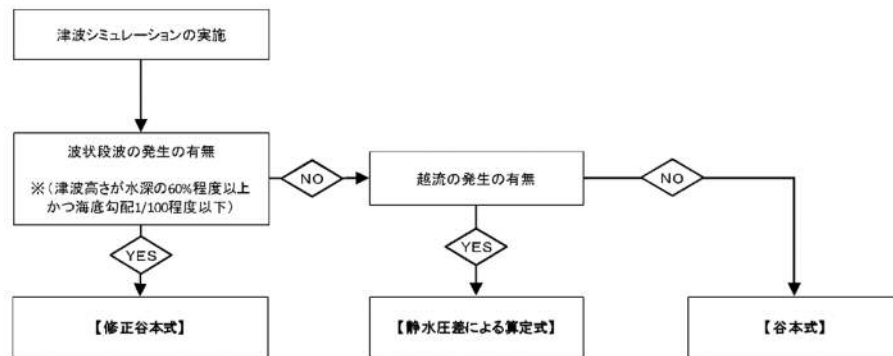 津波シミュレーションの実施
波状段波の発生の有無
※(津波高さが水深の60%程度以上
かつ海底勾配1/100程度以下)
NO
越流の発生の有無
NO
YES
YES
【修正谷本式】
【静水圧差による算定式】
【谷本式】